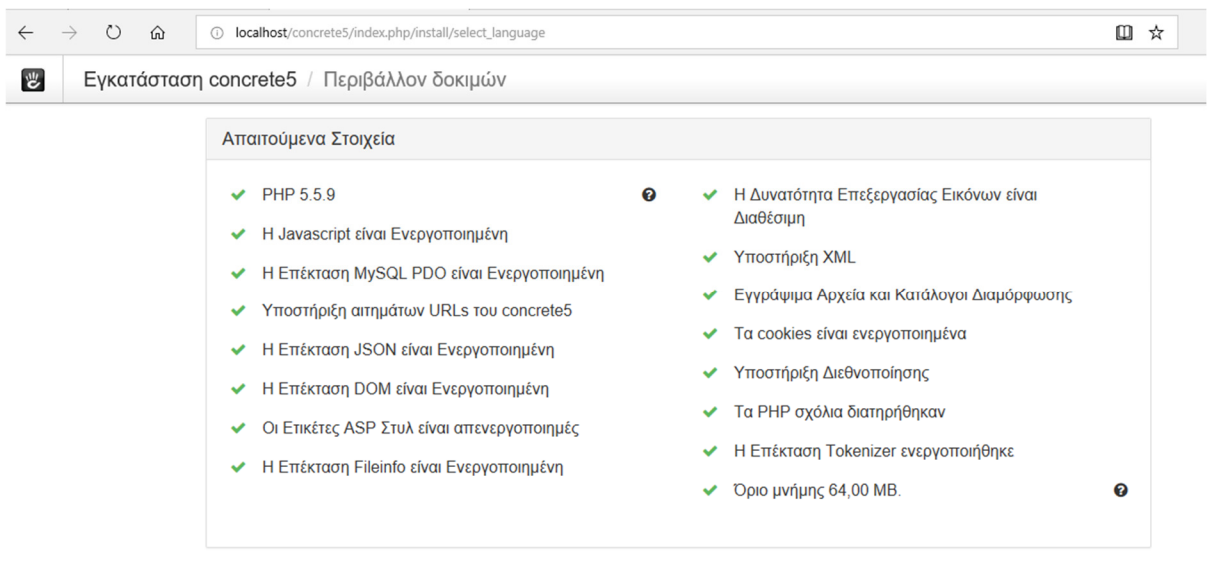 localhost/concrete5/index.php/install/select_language
Εγκατάσταση concrete5 / Περιβάλλον δοκιμών
Απαιτούμενα Στοιχεία
PHP 5.5.9
Η Javascript είναι Ενεργοποιημένη
Η Επέκταση MySQL PDO είναι Ενεργοποιημένη
Υποστήριξη αιτημάτων URLs του concrete5
Η Επέκταση JSON είναι Ενεργοποιημένη
Η Επέκταση DOM είναι Ενεργοποιημένη
Οι Ετικέτες ASP Στυλ είναι απενεργοποιημές
Η Επέκταση Fileinfo είναι Ενεργοποιημένη
Η Δυνατότητα Επεξεργασίας Εικόνων είναι
Διαθέσιμη
Υποστήριξη XML
Εγγράψιμα Αρχεία και Κατάλογοι Διαμόρφωσης
Τα cookies είναι ενεργοποιημένα
Υποστήριξη Διεθνοποίησης
Τα PHP σχόλια διατηρήθηκαν
Η Επέκταση Tokenizer ενεργοποιήθηκε
Όριο μνήμης 64,00 MB.